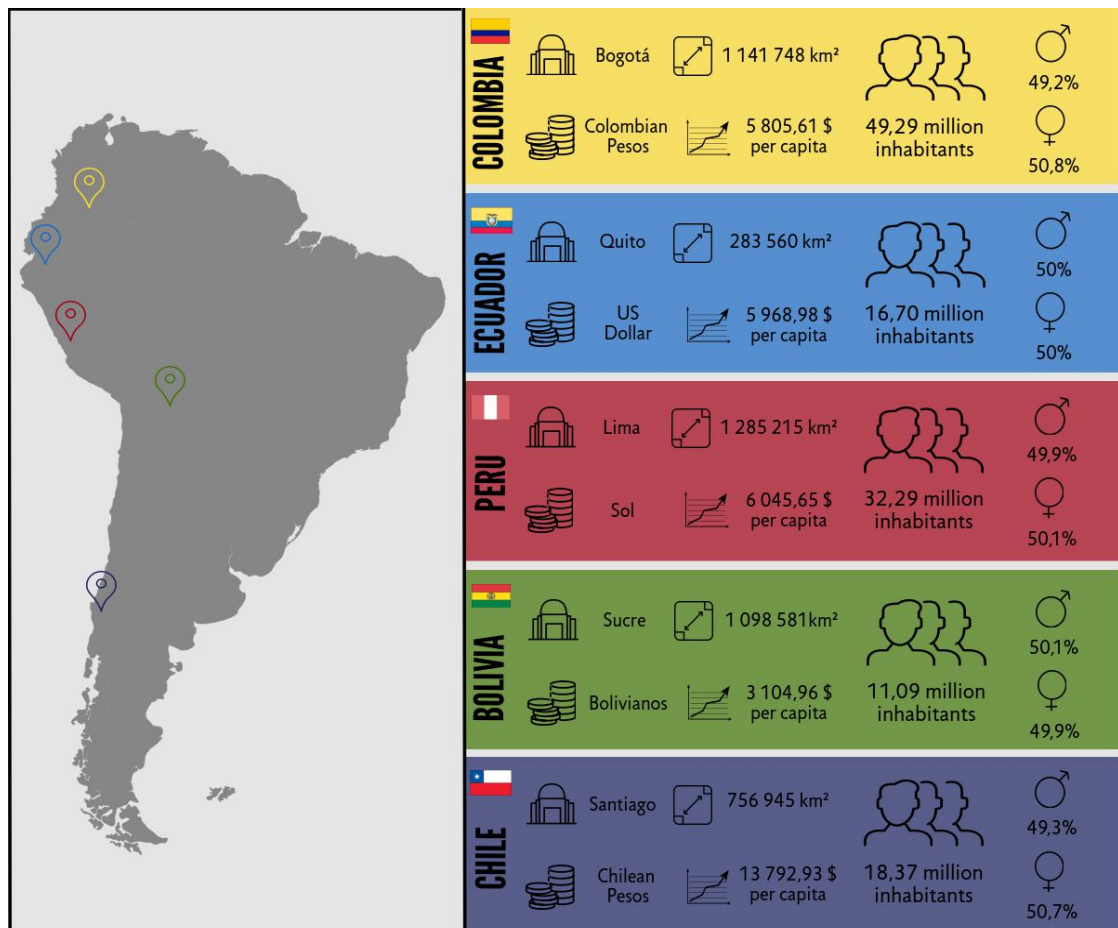 COLOMBIA
Bogotá
1 141 748 km²
49,2%
Colombian
Pesos
5 805,61 $
per capita
49,29 million
inhabitants
50,8%
ECUADOR
Quito
283 560 km²
50%
US
Dollar
5 968,98 $
per capita
16,70 million
inhabitants
50%
PERU
Lima
1 285 215 km²
49,9%
Sol
6 045,65 $
per capita
32,29 million
inhabitants
50,1%
BOLIVIA
Sucre
1 098 581km²
50,1%
Bolivianos
3 104,96 $
per capita
11,09 million
inhabitants
49,9%
CHILE
Santiago
756 945 km²
49,3%
Chilean
Pesos
13 792,93 $
per capita
18,37 million
inhabitants
50,7%